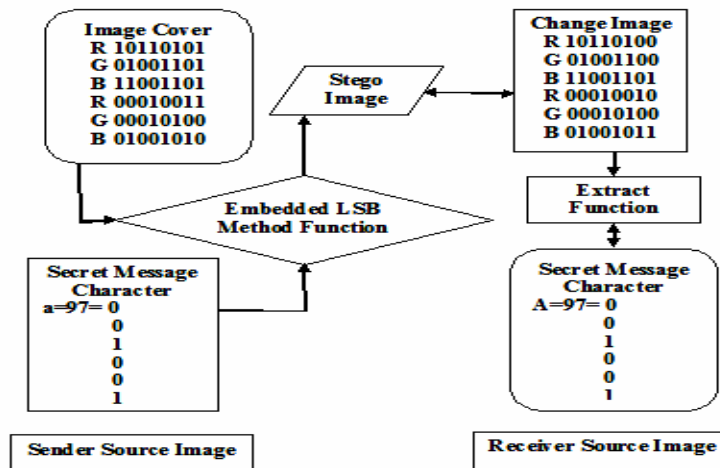 Image Cover
R 10110101
G 01001101
B 11001101
R 00010011
G 00010100
B 01001010
Stego
Image
Change Image
R 10110100
G 01001100
B 11001101
R 00010010
G 00010100
B 01001011
Embedded LSB
Method Function
Extract
Function
Secret Message
Character
a=97= 0
0
1
0
0
1
Secret Message
Character
A=97= 0
0
1
0
0
1
Sender Source Image
Receiver Source Image